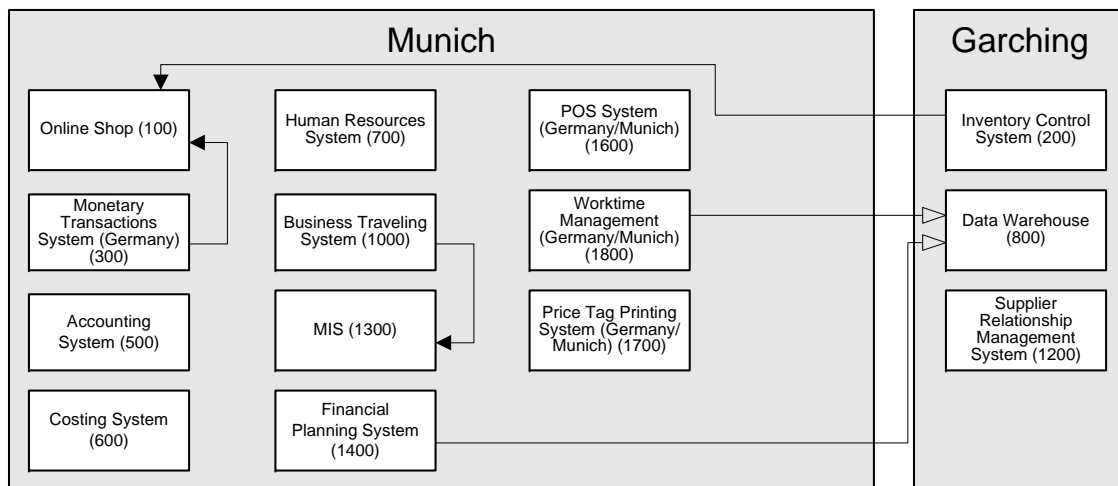 Munich
Online Shop (100)
Monetary
Transactions
System (Germany)
(300)
Accounting
System (500)
Costing System
(600)
Human Resources
System (700)
Business Traveling
System (1000)
MIS (1300)
Financial
Planning System
(1400)
POS System
(Germany/Munich)
(1600)
Worktime
Management
(Germany/Munich)
(1800)
Price Tag Printing
System (Germany/
Munich) (1700)
Garching
Inventory Control
System (200)
Data Warehouse
(800)
Supplier
Relationship
Management
System (1200)